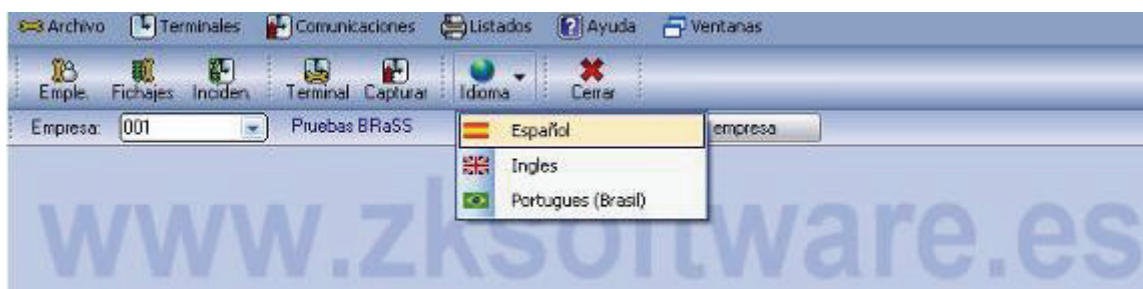 Archivo Terminales Comunicaciones Listados Ayuda Ventanas
Emple. Fichajes Inciden. Terminal Capturar Idioma Cerrar
Empresa: 001 Pruebas BRaSS empresa
Español
Ingles
Portugues (Brasil)
www.zksoftware.es